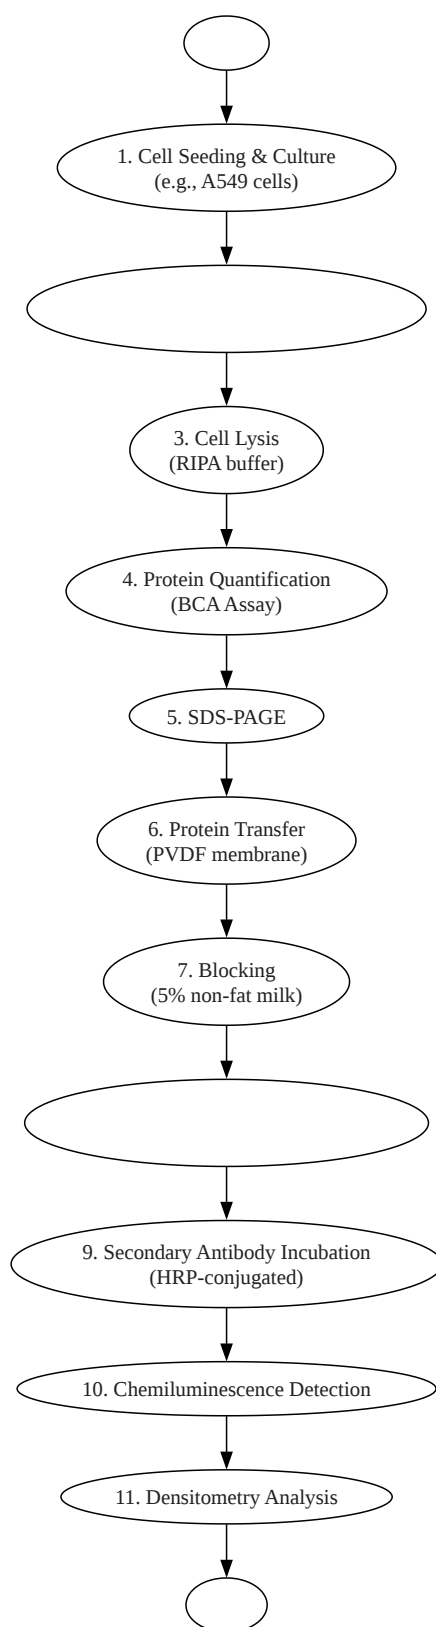 1. Cell Seeding & Culture
(e.g., A549 cells)
3. Cell Lysis
(RIPA buffer)
4. Protein Quantification
(BCA Assay)
5. SDS-PAGE
6. Protein Transfer
(PVDF membrane)
7. Blocking
(5% non-fat milk)
9. Secondary Antibody Incubation
(HRP-conjugated)
10. Chemiluminescence Detection
11. Densitometry Analysis